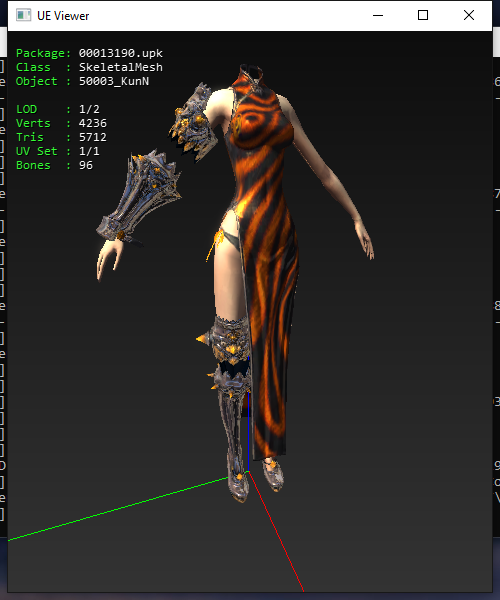 UE Viewer
Package: 00013190.upk
Class : SkeletalMesh
Object : 50003_KunN
LOD : 1/2
Verts : 4236
Tris : 5712
UV Set : 1/1
Bones : 96